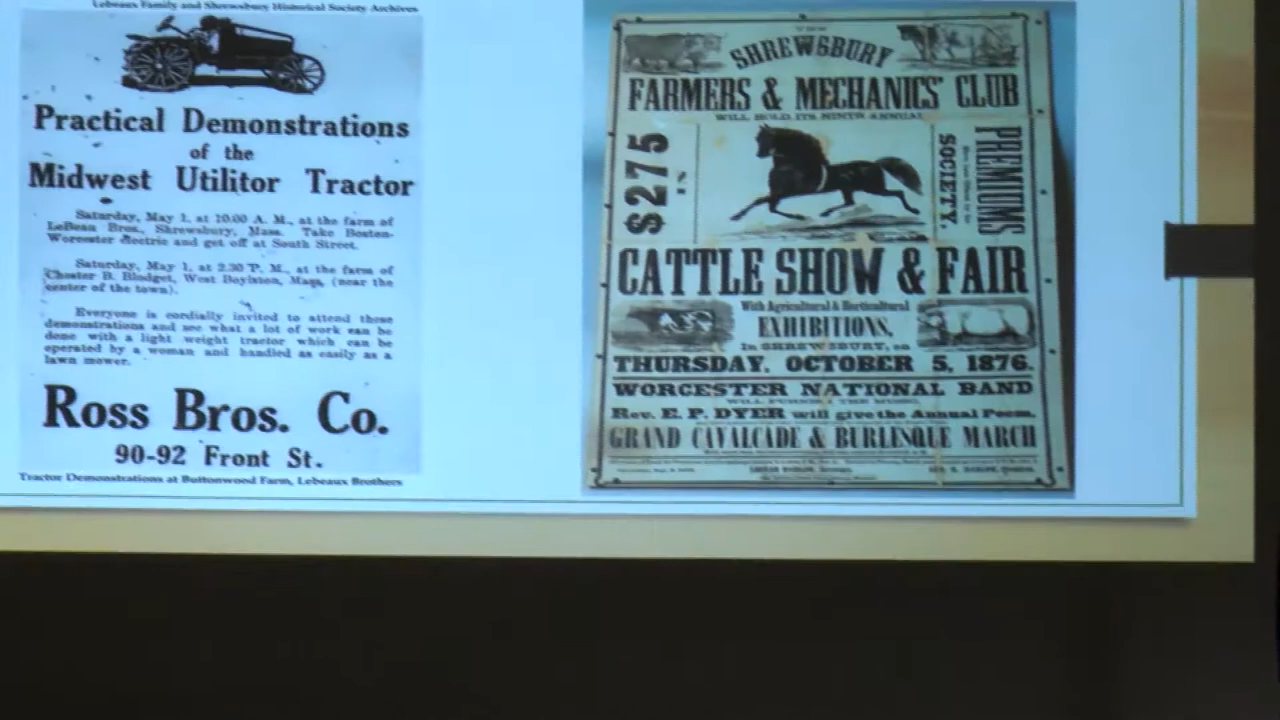 Lebeaux Family and Shrewsbury Historical Society Archives
Practical Demonstrations
of the
Midwest Utilitor Tractor
Saturday, May 1, at 10.00 A. M., at the farm of
LeBeau Bros., Shrewsbury, Mass. Take Boston-
Worcester electric and get off at South Street.
Saturday, May 1, at 2.30 P. M., at the farm of
Chester B. Blodget, West Boylston, Mass. (near the
center of the town).
Everyone is cordially invited to attend these
demonstrations and see what a lot of work can be
done with a light weight tractor which can be
operated by a woman and handled as easily as a
lawn mower.
Ross Bros. Co.
90-92 Front St.
Tractor Demonstrations at Buttonwood Farm, Lebeaux Brothers
THE
SHREWSBURY
FARMERS & MECHANICS' CLUB
WILL HOLD ITS NINTH ANNUAL
$275
IN
PREMIUMS
SOCIETY.
CATTLE SHOW & FAIR
With Agricultural & Horticultural
EXHIBITIONS,
In SHREWSBURY, on
THURSDAY, OCTOBER 5, 1876.
WORCESTER NATIONAL BAND
WILL FURNISH THE MUSIC.
Rev. E. P. DYER will give the Annual Poem.
GRAND CAVALCADE & BURLESQUE MARCH